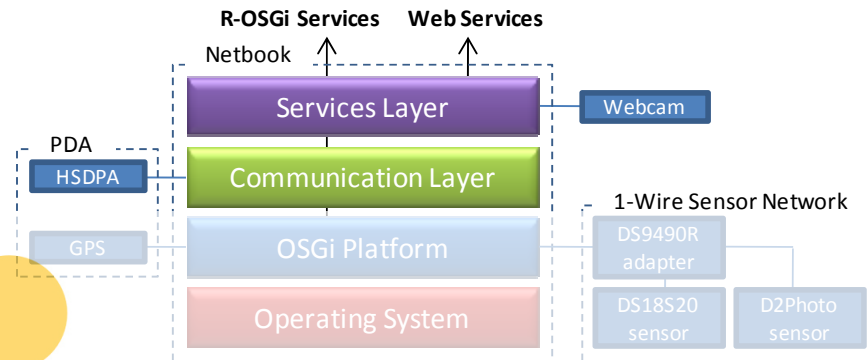 R-OSGi Services
Web Services
Netbook
Services Layer
Webcam
PDA
HSDPA
Communication Layer
1-Wire Sensor Network
GPS
OSGi Platform
DS9490R
adapter
Operating System
DS18S20
sensor
D2Photo
sensor